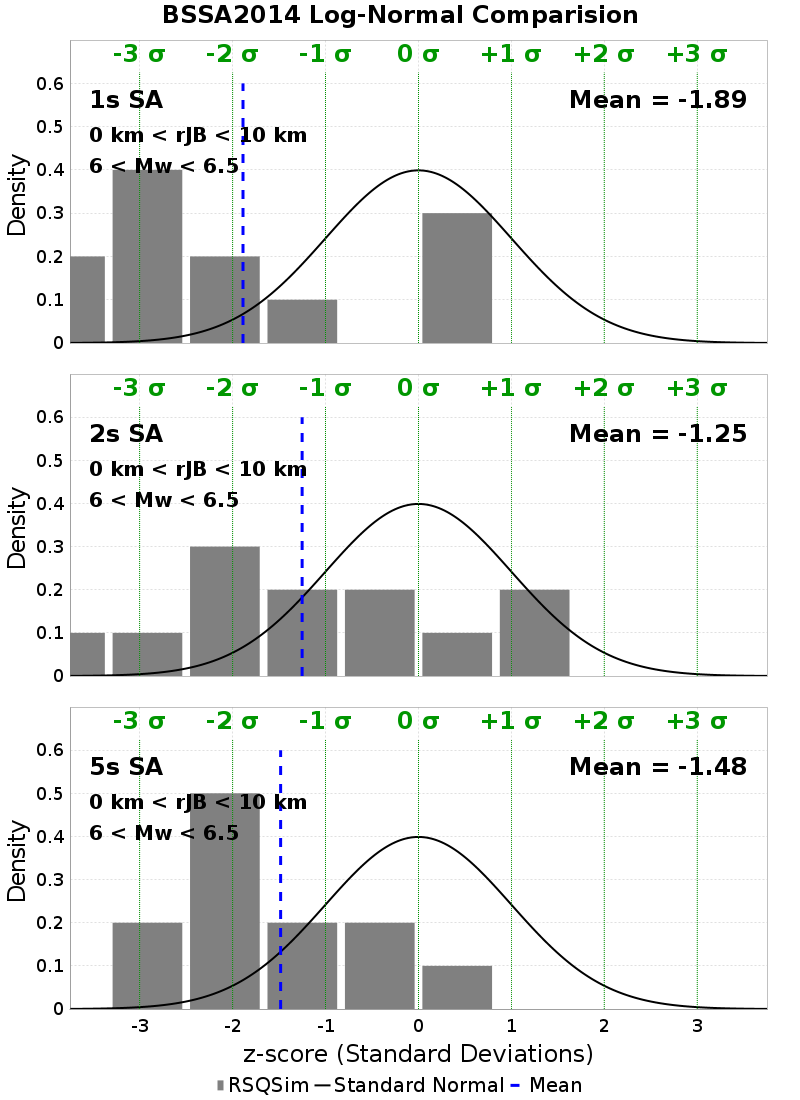 BSSA2014 Log-Normal Comparision
-3 σ -2 σ -1 σ 0 σ +1 σ +2 σ +3 σ
0.6
1s SA Mean = -1.89
0.5
0 km < rJB < 10 km
6 < Mw < 6.5
0.4
Density
0.3
0.2
0.1
0
-3 σ -2 σ -1 σ 0 σ +1 σ +2 σ +3 σ
0.6
2s SA Mean = -1.25
0.5
0 km < rJB < 10 km
6 < Mw < 6.5
0.4
Density
0.3
0.2
0.1
0
-3 σ -2 σ -1 σ 0 σ +1 σ +2 σ +3 σ
0.6
5s SA Mean = -1.48
0.5
0 km < rJB < 10 km
6 < Mw < 6.5
0.4
Density
0.3
0.2
0.1
0
-3 -2 -1 0 1 2 3
z-score (Standard Deviations)
RSQSim Standard Normal Mean